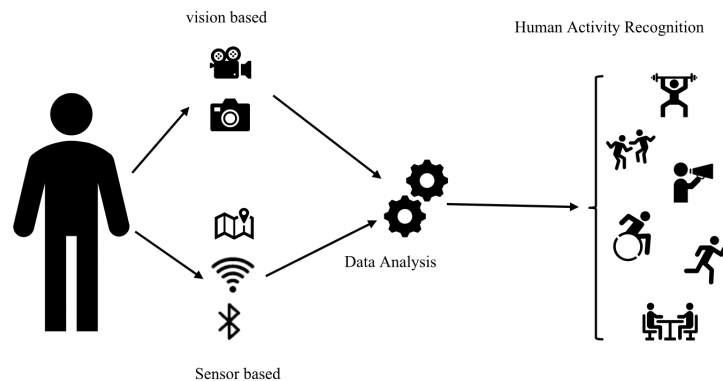 vision based
Human Activity Recognition
Data Analysis
Sensor based